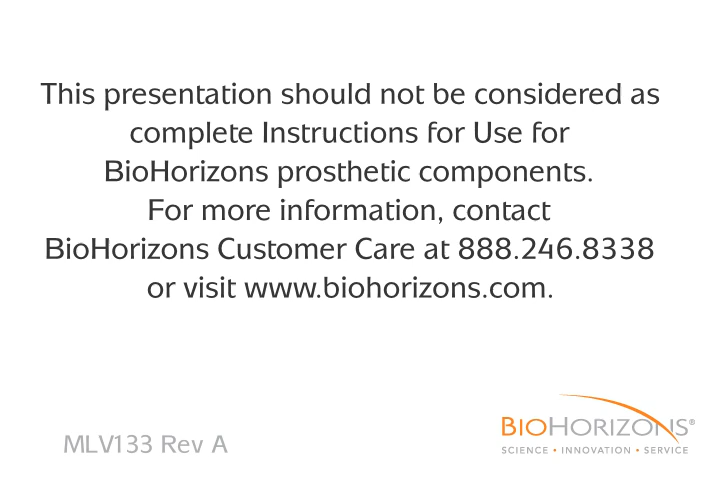 This presentation should not be considered as
complete Instructions for Use for
BioHorizons prosthetic components.
For more information, contact
BioHorizons Customer Care at 888.246.8338
or visit www.biohorizons.com.
MLV133 Rev A
BIOHORIZONS®
SCIENCE • INNOVATION • SERVICE